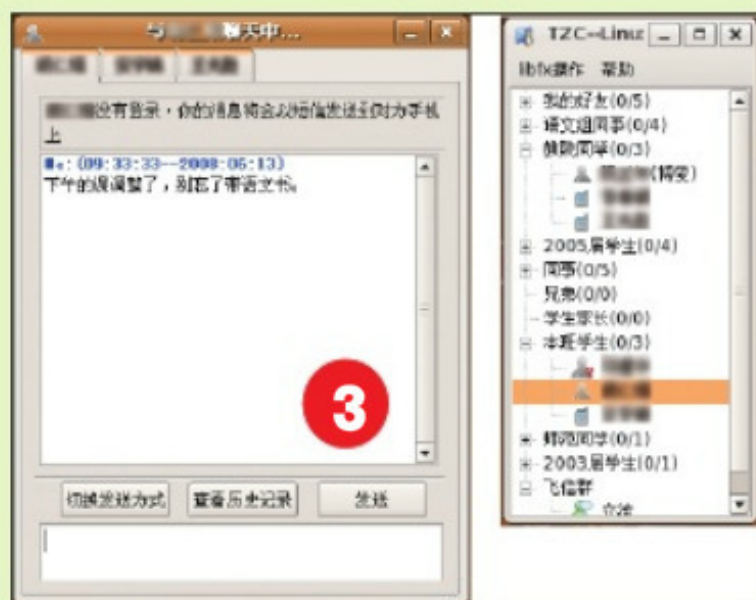 与 聊天中...
没有登录，你的消息将会以短信发送到对方手机
上
Me:(09:33:33--2008-06:13)
下午的课调整了，别忘了带语文书。
3
切换发送方式 查看历史记录 发送
TZC--Linux
libfx操作 帮助
我的好友(0/5)
语文组同事(0/4)
(0/3)
2005届学生(0/4)
同事(0/5)
兄弟(0/0)
学生家长(0/0)
本班学生(0/3)
师范同学(0/1)
2003届学生(0/1)
飞信群